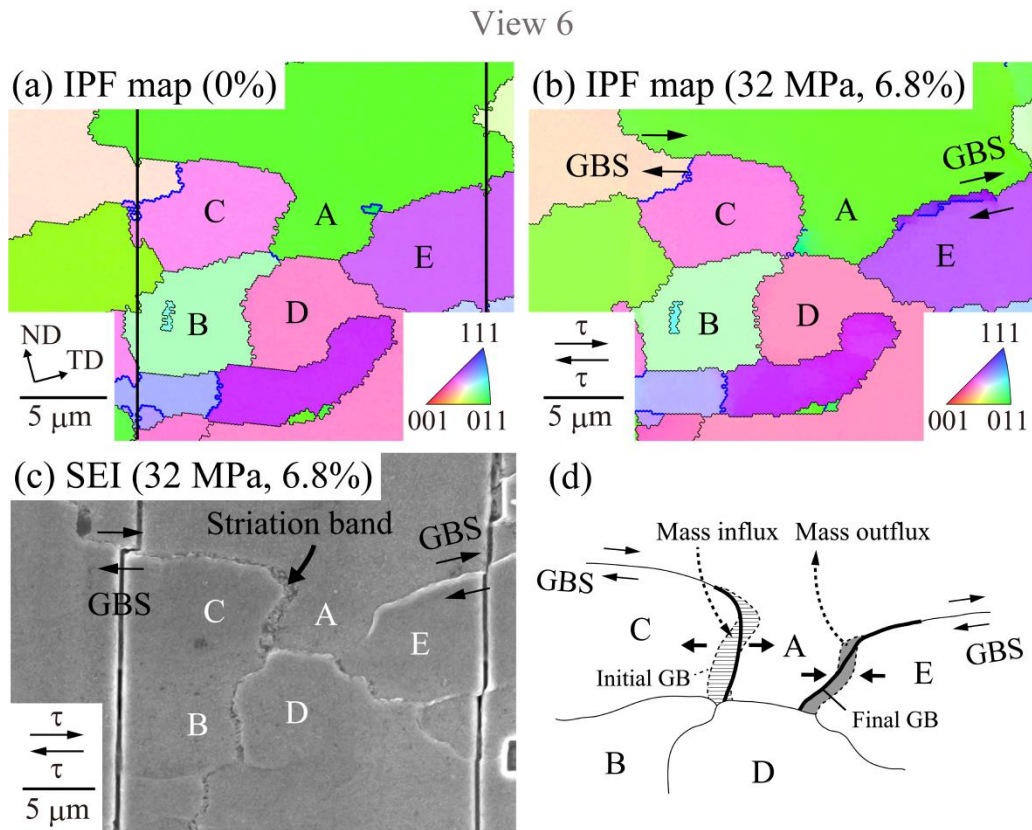 View 6
(a) IPF map (0%)
C
A
E
B
D
ND
TD
5 μm
111
001 011
(b) IPF map (32 MPa, 6.8%)
GBS
GBS
C
A
E
B
D
τ
τ
5 μm
111
001 011
(c) SEI (32 MPa, 6.8%)
Striation band
GBS
GBS
C
A
E
B
D
τ
τ
5 μm
(d)
Mass influx
Mass outflux
GBS
C
A
E
GBS
Initial GB
Final GB
B
D